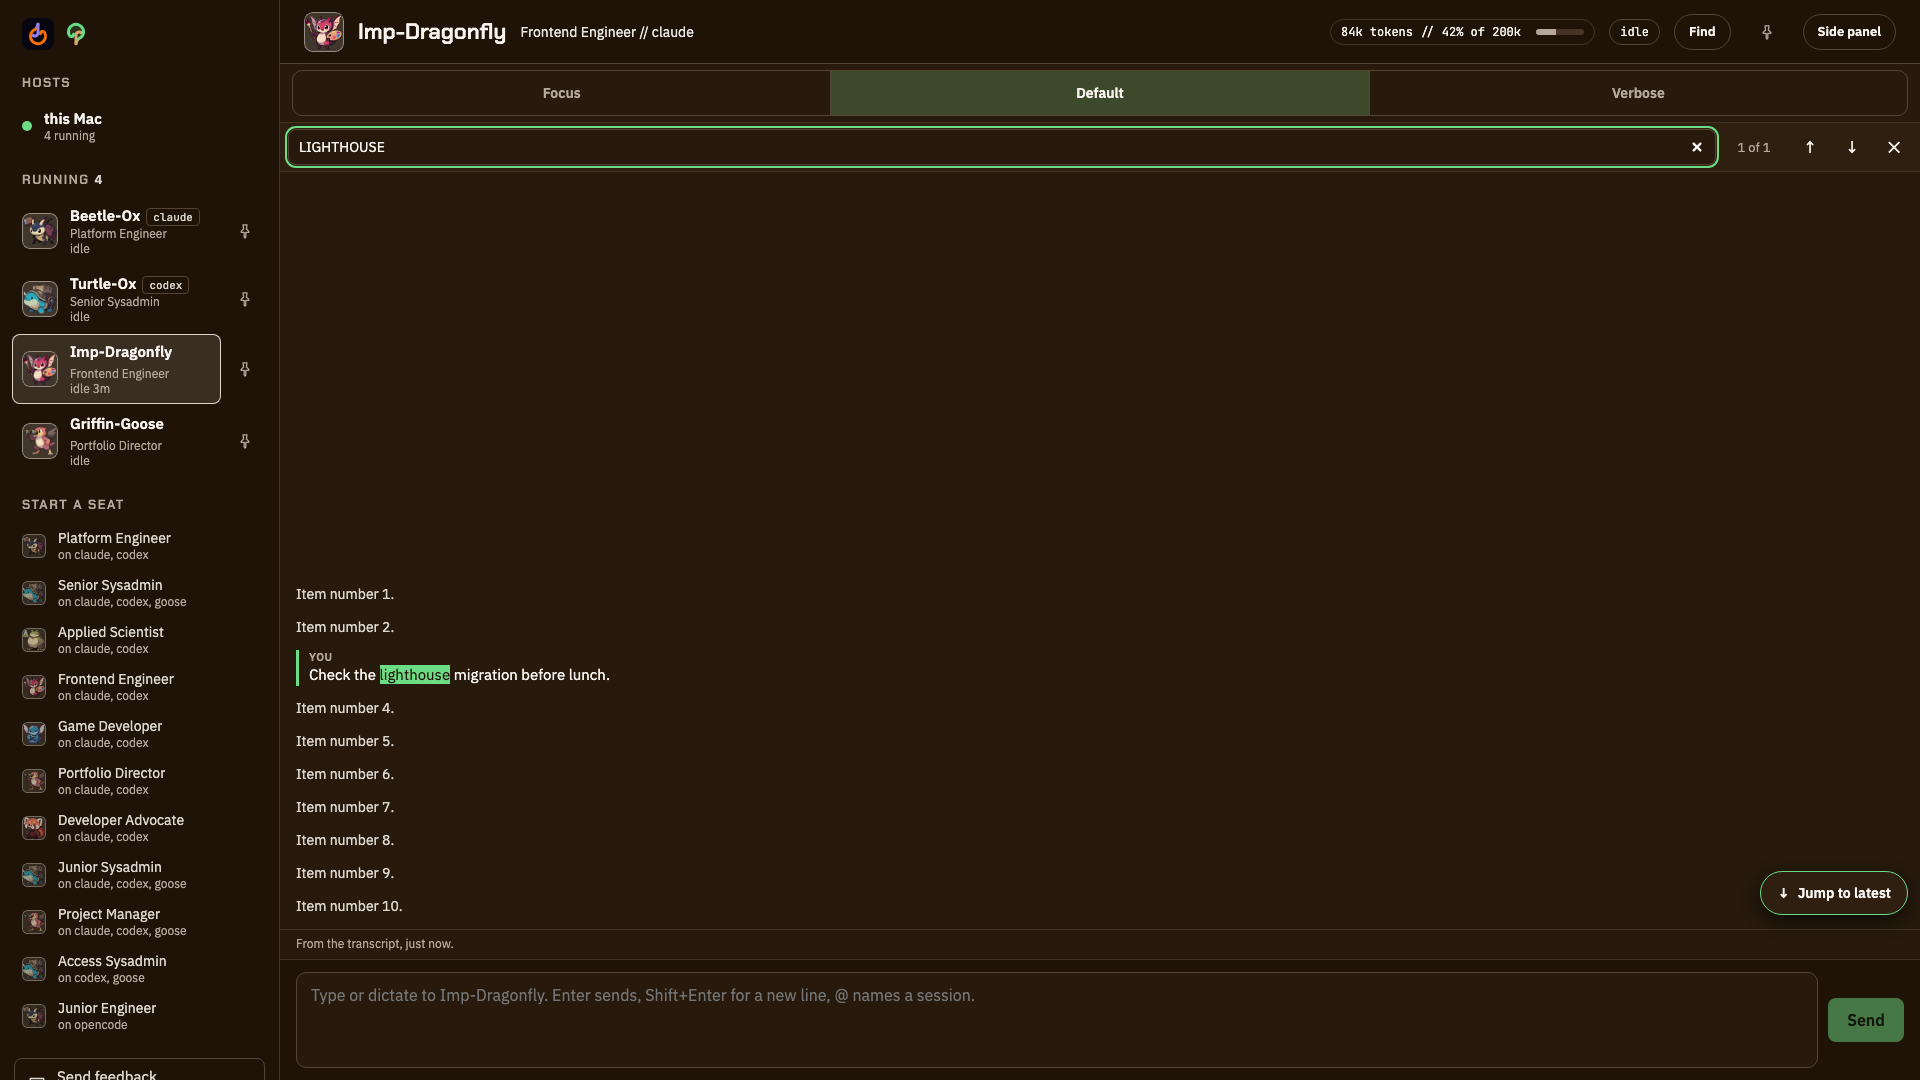 HOSTS
this Mac
4 running
RUNNING 4
Beetle-Ox claude
Platform Engineer
idle
Turtle-Ox codex
Senior Sysadmin
idle
Imp-Dragonfly
Frontend Engineer
idle 3m
Griffin-Goose
Portfolio Director
idle
START A SEAT
Platform Engineer
on claude, codex
Senior Sysadmin
on claude, codex, goose
Applied Scientist
on claude, codex
Frontend Engineer
on claude, codex
Game Developer
on claude, codex
Portfolio Director
on claude, codex
Developer Advocate
on claude, codex
Junior Sysadmin
on claude, codex, goose
Project Manager
on claude, codex, goose
Access Sysadmin
on codex, goose
Junior Engineer
on opencode
Send feedback
Imp-Dragonfly Frontend Engineer // claude
84k tokens // 42% of 200k idle Find Side panel
Focus Default Verbose
LIGHTHOUSE 1 of 1
Item number 1.
Item number 2.
YOU
Check the lighthouse migration before lunch.
Item number 4.
Item number 5.
Item number 6.
Item number 7.
Item number 8.
Item number 9.
Item number 10.
↓ Jump to latest
From the transcript, just now.
Type or dictate to Imp-Dragonfly. Enter sends, Shift+Enter for a new line, @ names a session.
Send